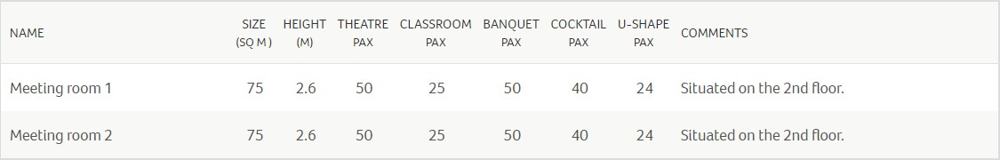 NAME SIZE (SQ M ) HEIGHT (M) THEATRE PAX CLASSROOM PAX BANQUET PAX COCKTAIL PAX U-SHAPE PAX COMMENTS
Meeting room 1 75 2.6 50 25 50 40 24 Situated on the 2nd floor.
Meeting room 2 75 2.6 50 25 50 40 24 Situated on the 2nd floor.